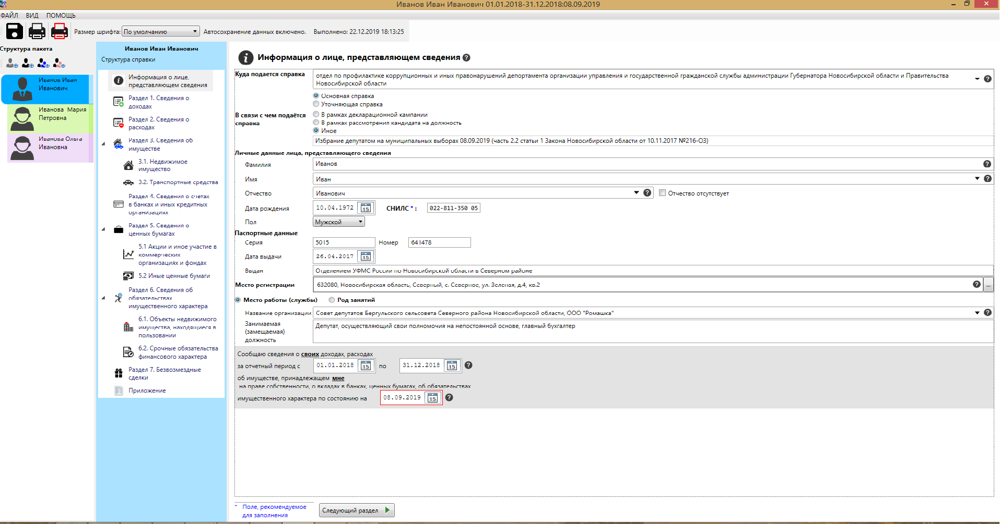 Иванов Иван Иванович 01.01.2018-31.12.2018:08.09.2019
ФАЙЛ ВИД ПОМОЩЬ
Размер шрифта: По умолчанию Автосохранение данных включено. Выполнено: 22.12.2019 18:13:25
Структура пакета
Иванов Иван
Иванович
Иванова Мария
Петровна
Иванова Ольга
Ивановна
Иванов Иван Иванович
Структура справки
Информация о лице,
представляющем сведения
Раздел 1. Сведения о
доходах
Раздел 2. Сведения о
расходах
Раздел 3. Сведения об
имуществе
3.1. Недвижимое
имущество
3.2. Транспортные средства
Раздел 4. Сведения о счетах
в банках и иных кредитных
организациях
Раздел 5. Сведения о
ценных бумагах
5.1 Акции и иное участие в
коммерческих
организациях и фондах
5.2 Иные ценные бумаги
Раздел 6. Сведения об
обязательствах
имущественного характера
6.1. Объекты недвижимого
имущества, находящиеся в
пользовании
6.2. Срочные обязательства
финансового характера
Раздел 7. Безвозмездные
сделки
Приложение
Информация о лице, представляющем сведения
Куда подается справка
отдел по профилактике коррупционных и иных правонарушений депортамента организации управления и государственной гражданской службы администрации Губернатора Новосибирской области и Правительства
Новосибирской области
Основная справка
Уточняющая справка
В связи с чем подаётся
справка
В рамках декларационной кампании
В рамках рассмотрения кандидата на должность
Иное
Избрание депутатом на муниципальных выборах 08.09.2019 (часть 2.2 статьи 1 Закона Новосибирской области от 10.11.2017 №216-ОЗ)
Личные данные лица, представляющего сведения
Фамилия Иванов
Имя Иван
Отчество Иванович Отчество отсутствует
Дата рождения 10.04.1972 15 СНИЛС * : 022-811-350 05
Пол Мужской
Паспортные данные
Серия 5015 Номер 641478
Дата выдачи 26.04.2017 15
Выдан Отделением УФМС России по Новосибирской области в Северном районе
Место регистрации 632080, Новосибирская область, Северный, с. Северное, ул. Зеленая, д.4, кв.2 ...
Место работы (службы) Род занятий
Название организации Совет депутатов Бергульского сельсовета Северного района Новосибирской области, ООО "Ромашка"
Занимаемая
(замещаемая)
должность
Депутат, осуществляющий свои полномочия на непостоянной основе, главный бухгалтер
Сообщаю сведения о своих доходах, расходах
за отчетный период с 01.01.2018 15 по 31.12.2018 15
об имуществе, принадлежащем мне
на праве собственности, о вкладах в банках, ценных бумагах, об обязательствах
имущественного характера по состоянию на 08.09.2019 15
* Поле, рекомендуемое
для заполнения
Следующий раздел